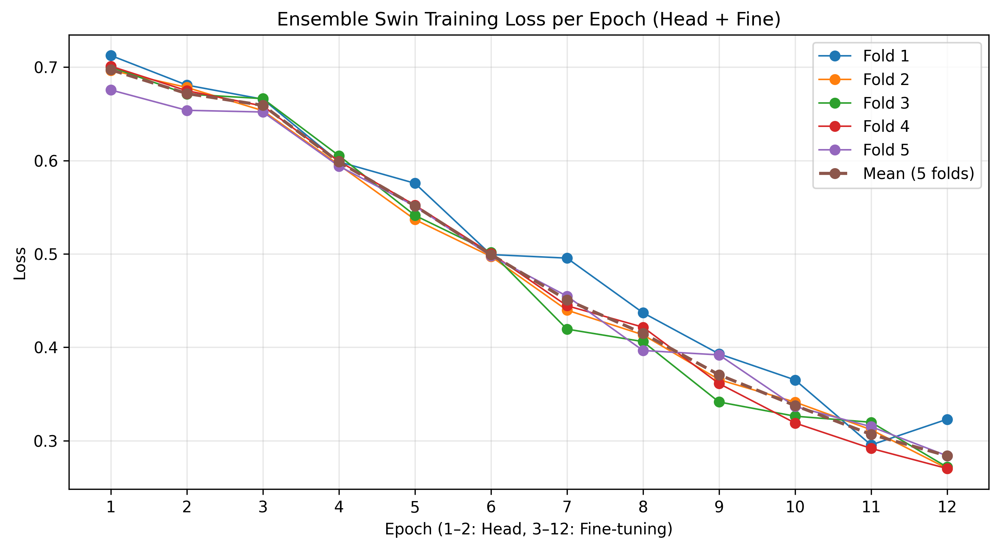 Ensemble Swin Training Loss per Epoch (Head + Fine)
Fold 1
Fold 2
Fold 3
Fold 4
Fold 5
Mean (5 folds)
Loss
0.7
0.6
0.5
0.4
0.3
1 2 3 4 5 6 7 8 9 10 11 12
Epoch (1–2: Head, 3–12: Fine-tuning)